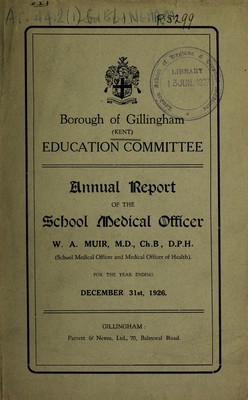 Borough of Gillingham
(KENT)
EDUCATION COMMITTEE
Annual Report
OF THE
School Medical Officer
W. A. MUIR, M.D., Ch.B, D.P.H.
(School Medical Officer and Medical Officer of Health).
FOR THE YEAR ENDING
DECEMBER 31st, 1926.
GILLINGHAM :
Parrett & Neves, Ltd., 70, Balmoral Road.
LIBRARY